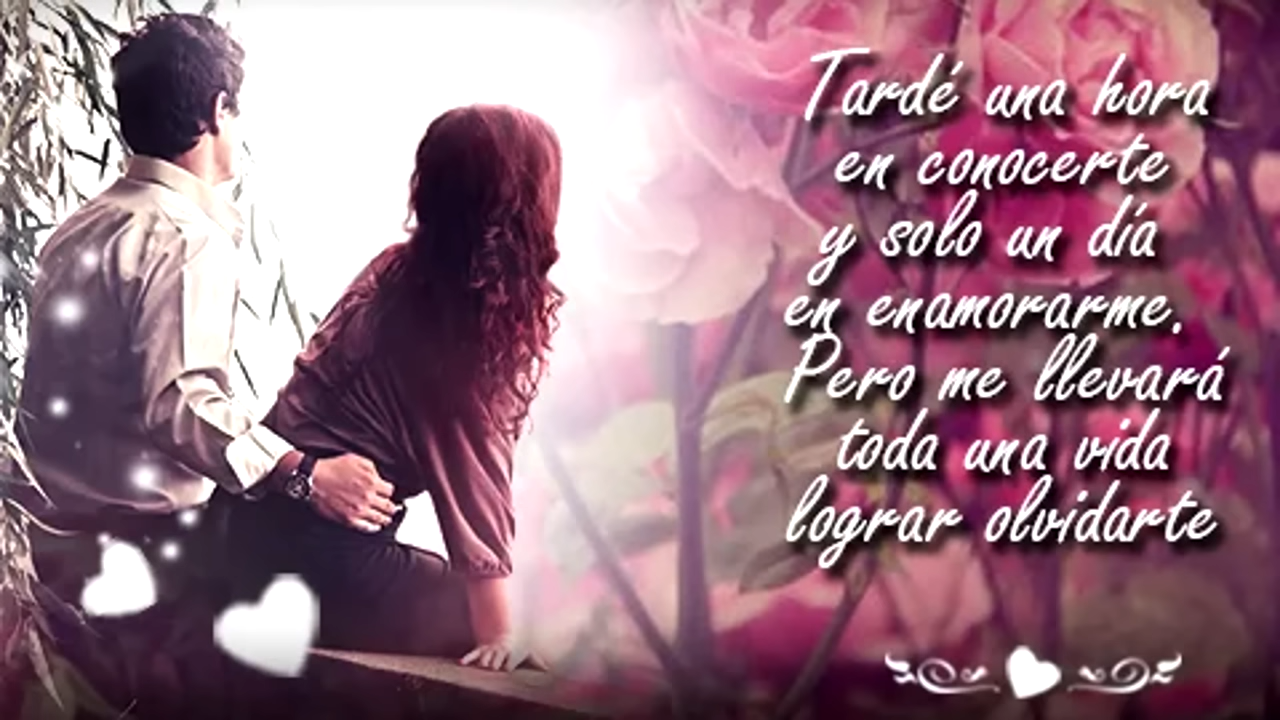 Tardé una hora
en conocerte
y solo un día
en enamorarme.
Pero me llevará
toda una vida
lograr olvidarte